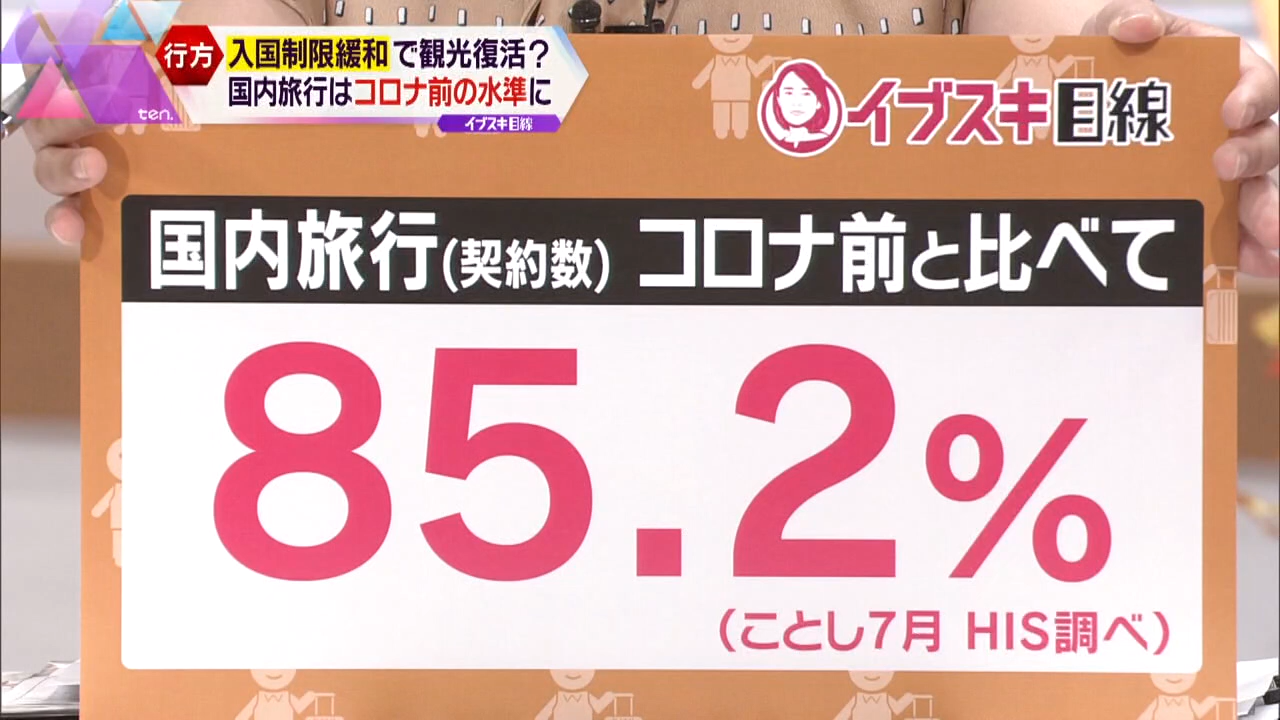 行方
入国制限緩和で観光復活？
国内旅行はコロナ前の水準に
ten.
イブスキ目線
イブスキ目線
国内旅行(契約数) コロナ前と比べて
85.2%
(ことし7月 HIS調べ)